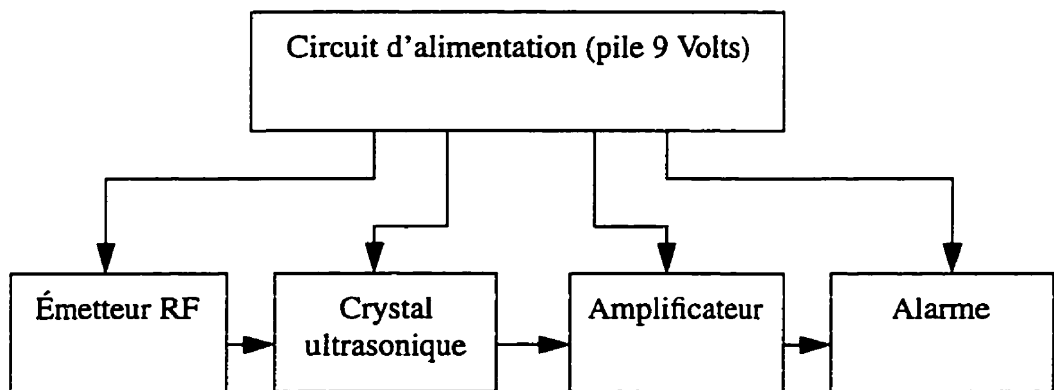 Circuit d'alimentation (pile 9 Volts)
Émetteur RF
Crystal
ultrasonique
Amplificateur
Alarme